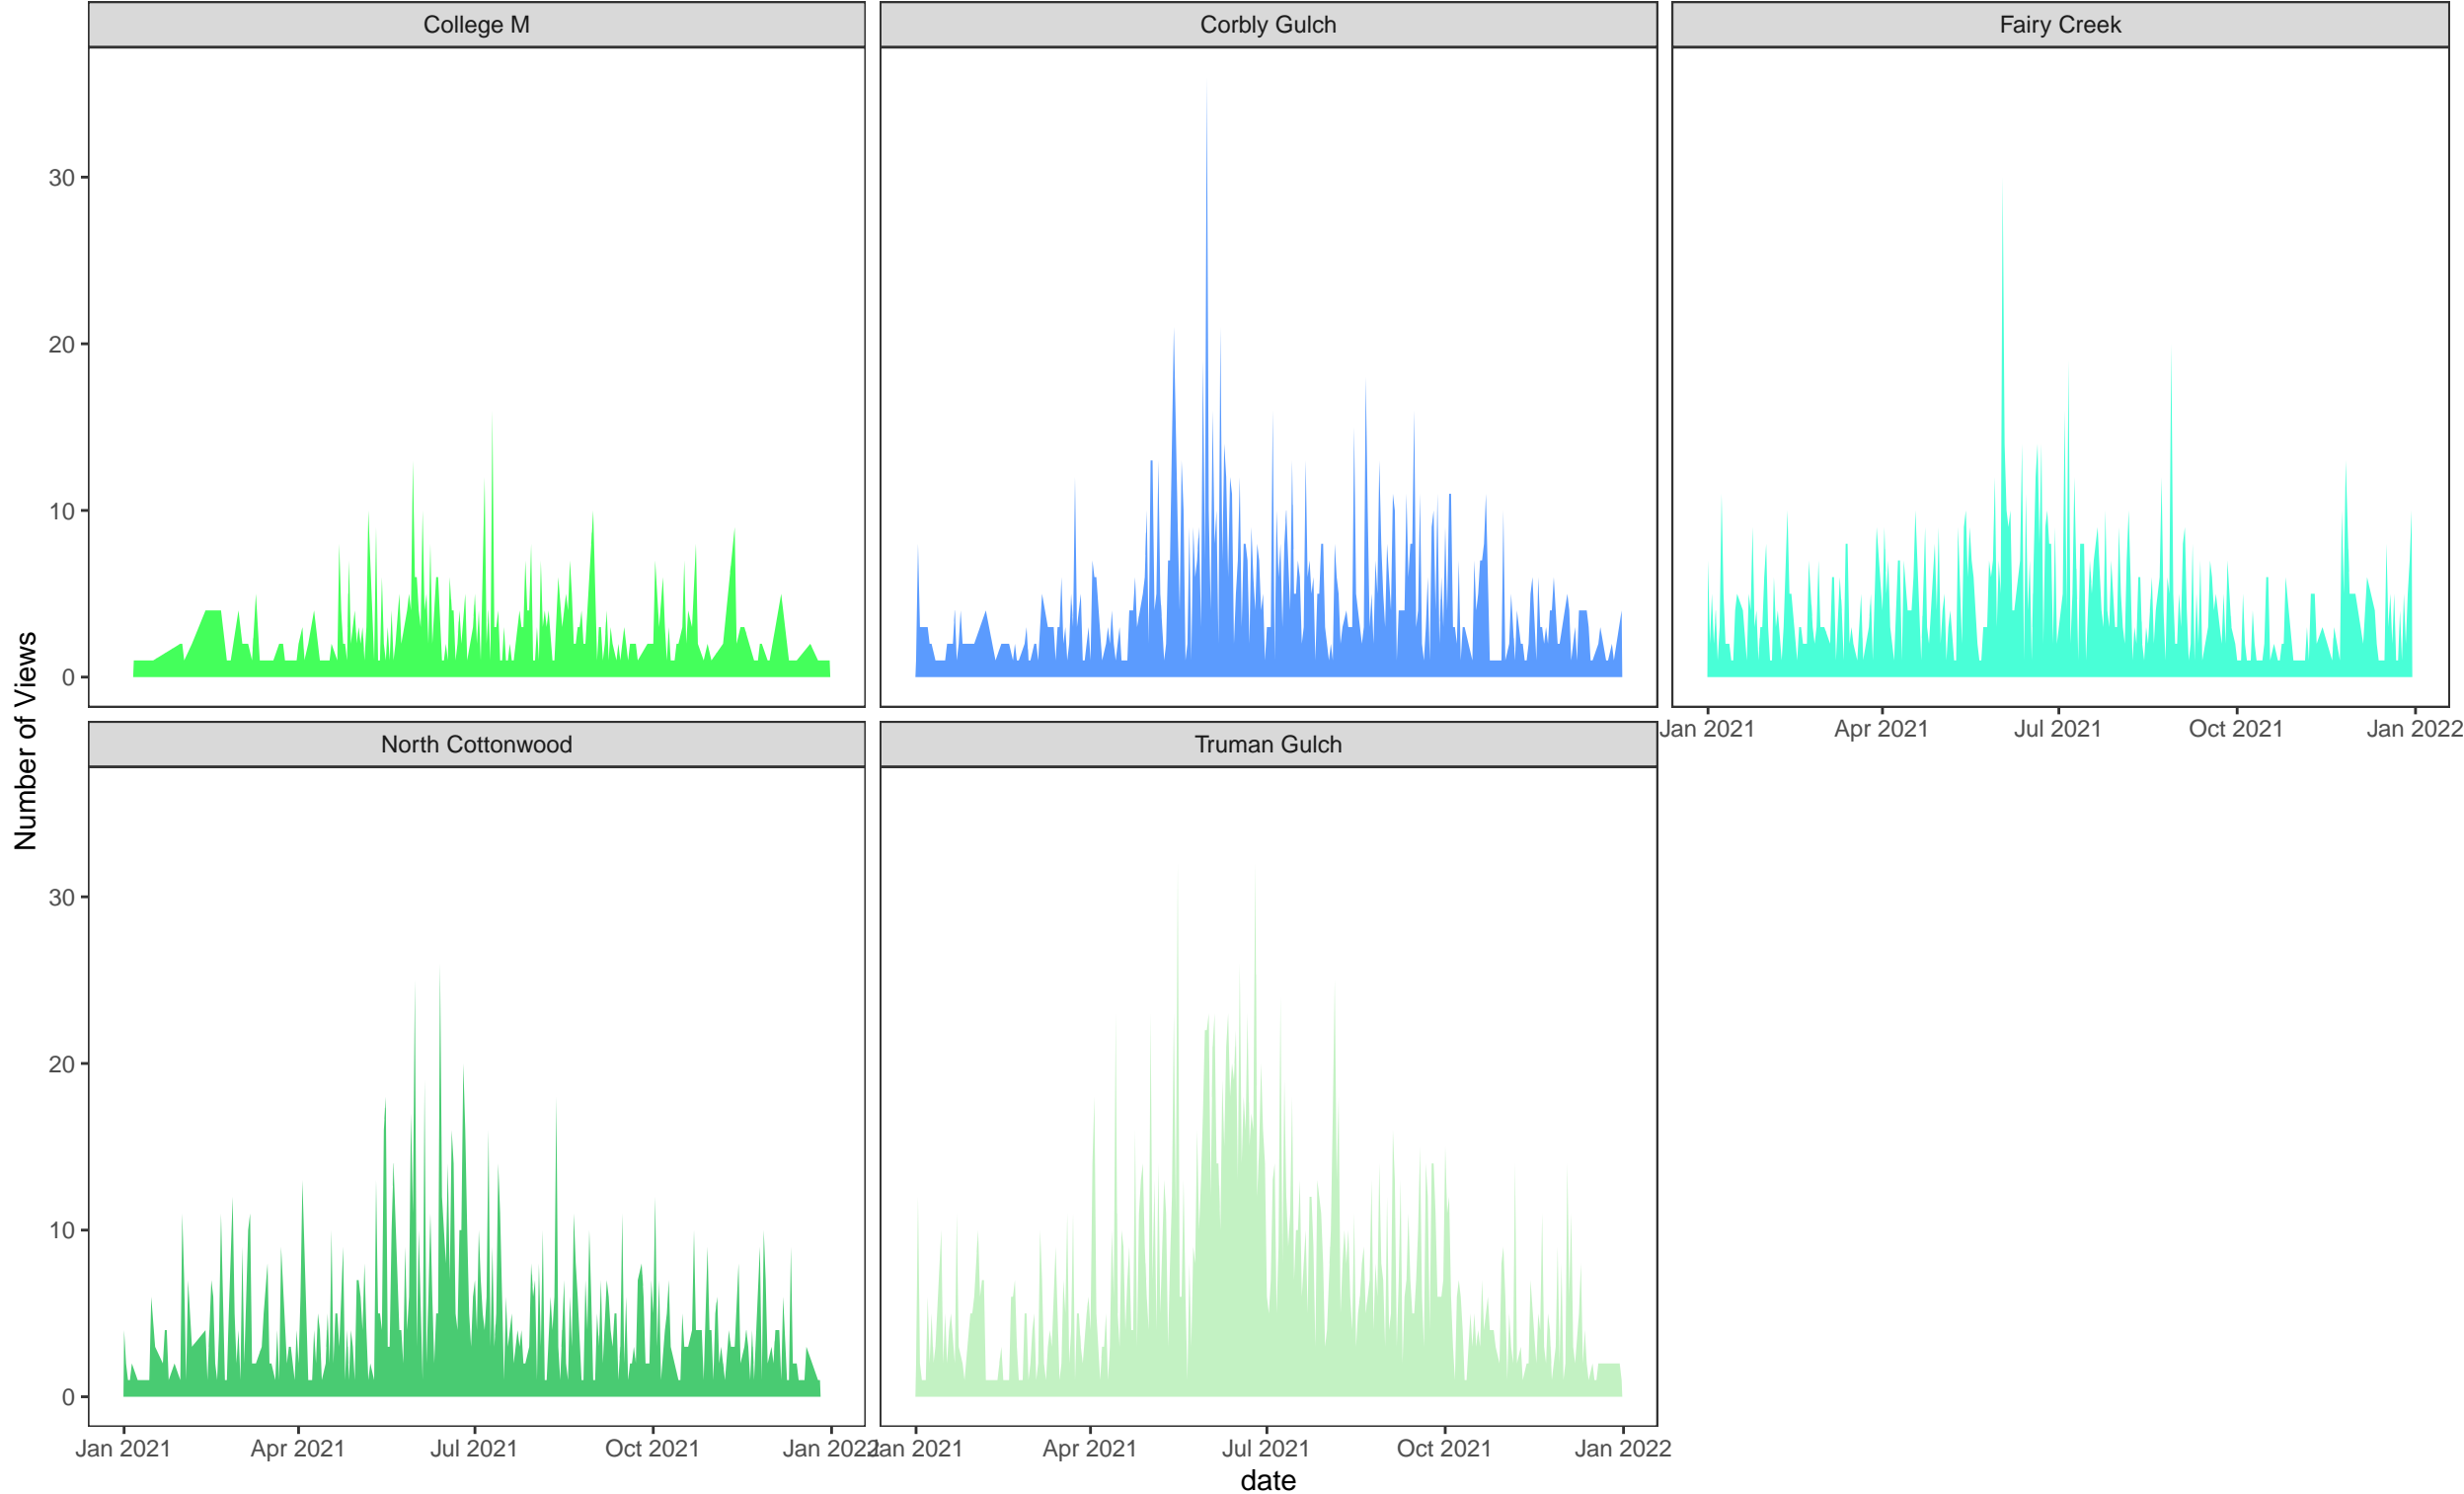 College M
Corbly Gulch
Fairy Creek
30
20
10
0
Jan 2021 Apr 2021 Jul 2021 Oct 2021 Jan 2022
Number of Views
North Cottonwood
Truman Gulch
30
20
10
0
Jan 2021 Apr 2021 Jul 2021 Oct 2021 Jan 2022
Jan 2021 Apr 2021 Jul 2021 Oct 2021 Jan 2022
date